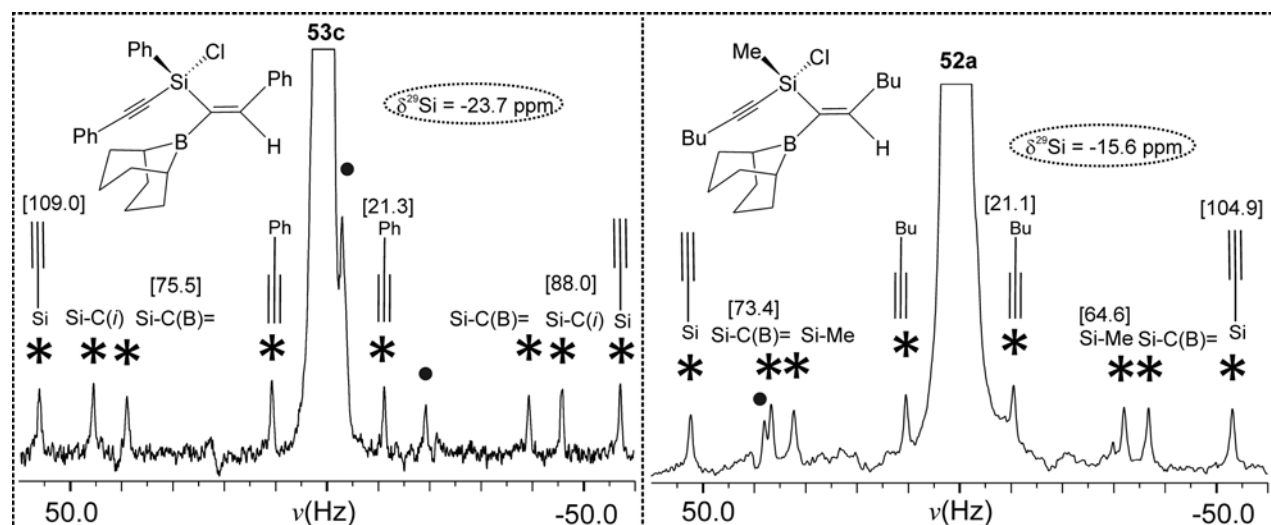 53c
Ph
Cl
Si
Ph
Ph
B
H
δ²⁹Si = -23.7 ppm
[109.0]
Ph
[21.3]
Ph
[75.5]
[88.0]
Si
Si-C(i)
Si-C(B)=
Si-C(B)=
Si-C(i)
Si
* * * * * * * *
50.0
ν(Hz)
-50.0
52a
Me
Cl
Si
Bu
Bu
B
H
δ²⁹Si = -15.6 ppm
[21.1]
[104.9]
Bu
Bu
[73.4]
[64.6]
Si
Si-C(B)=
Si-Me
Si-Me
Si-C(B)=
Si
* * * * * * * *
50.0
ν(Hz)
-50.0